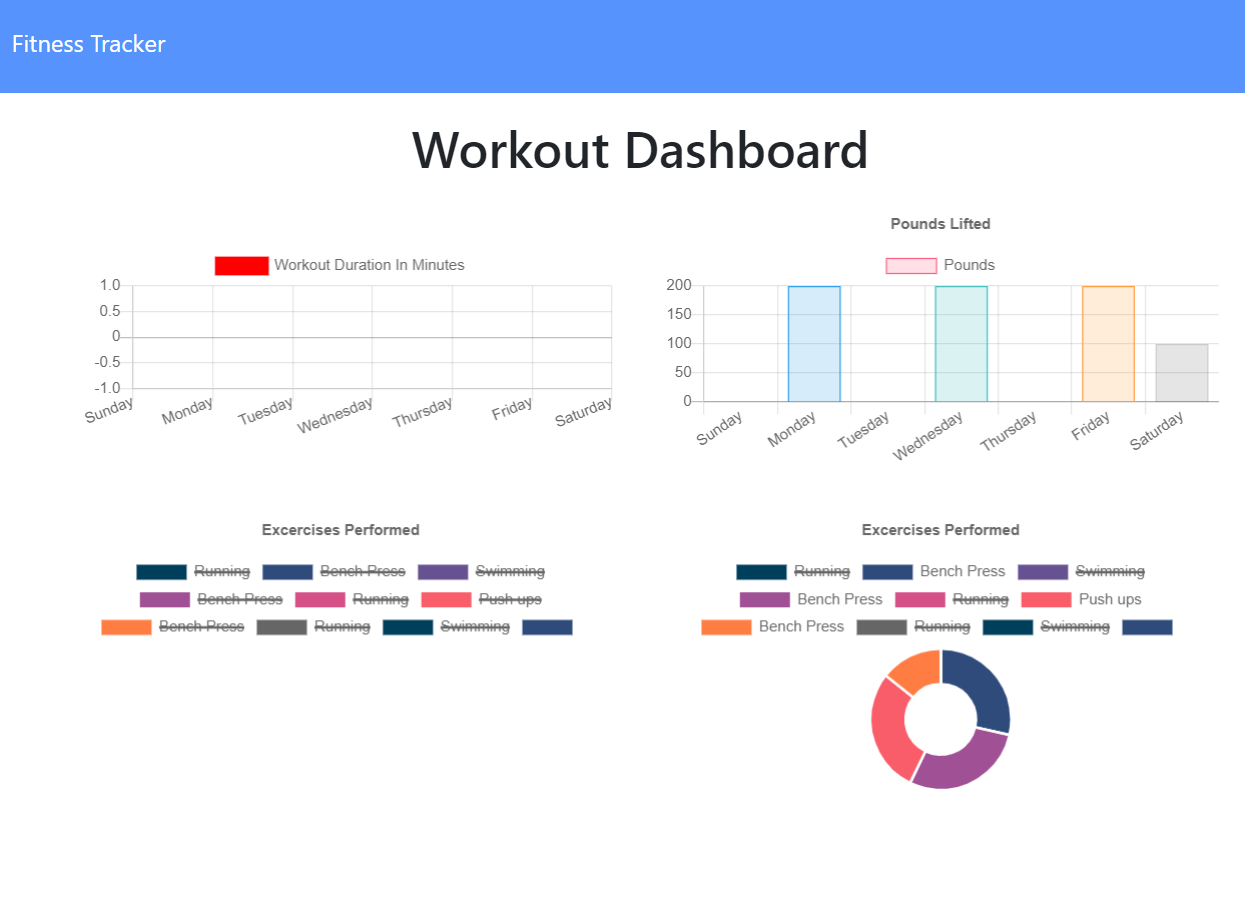 Fitness Tracker
Workout Dashboard
Workout Duration In Minutes
1.0
0.5
0
-0.5
-1.0
Sunday Monday Tuesday Wednesday Thursday Friday Saturday
Pounds Lifted
Pounds
200
150
100
50
0
Sunday Monday Tuesday Wednesday Thursday Friday Saturday
Excercises Performed
Running Bench Press Swimming
Bench Press Running Push ups
Bench Press Running Swimming
Excercises Performed
Running Bench Press Swimming
Bench Press Running Push ups
Bench Press Running Swimming